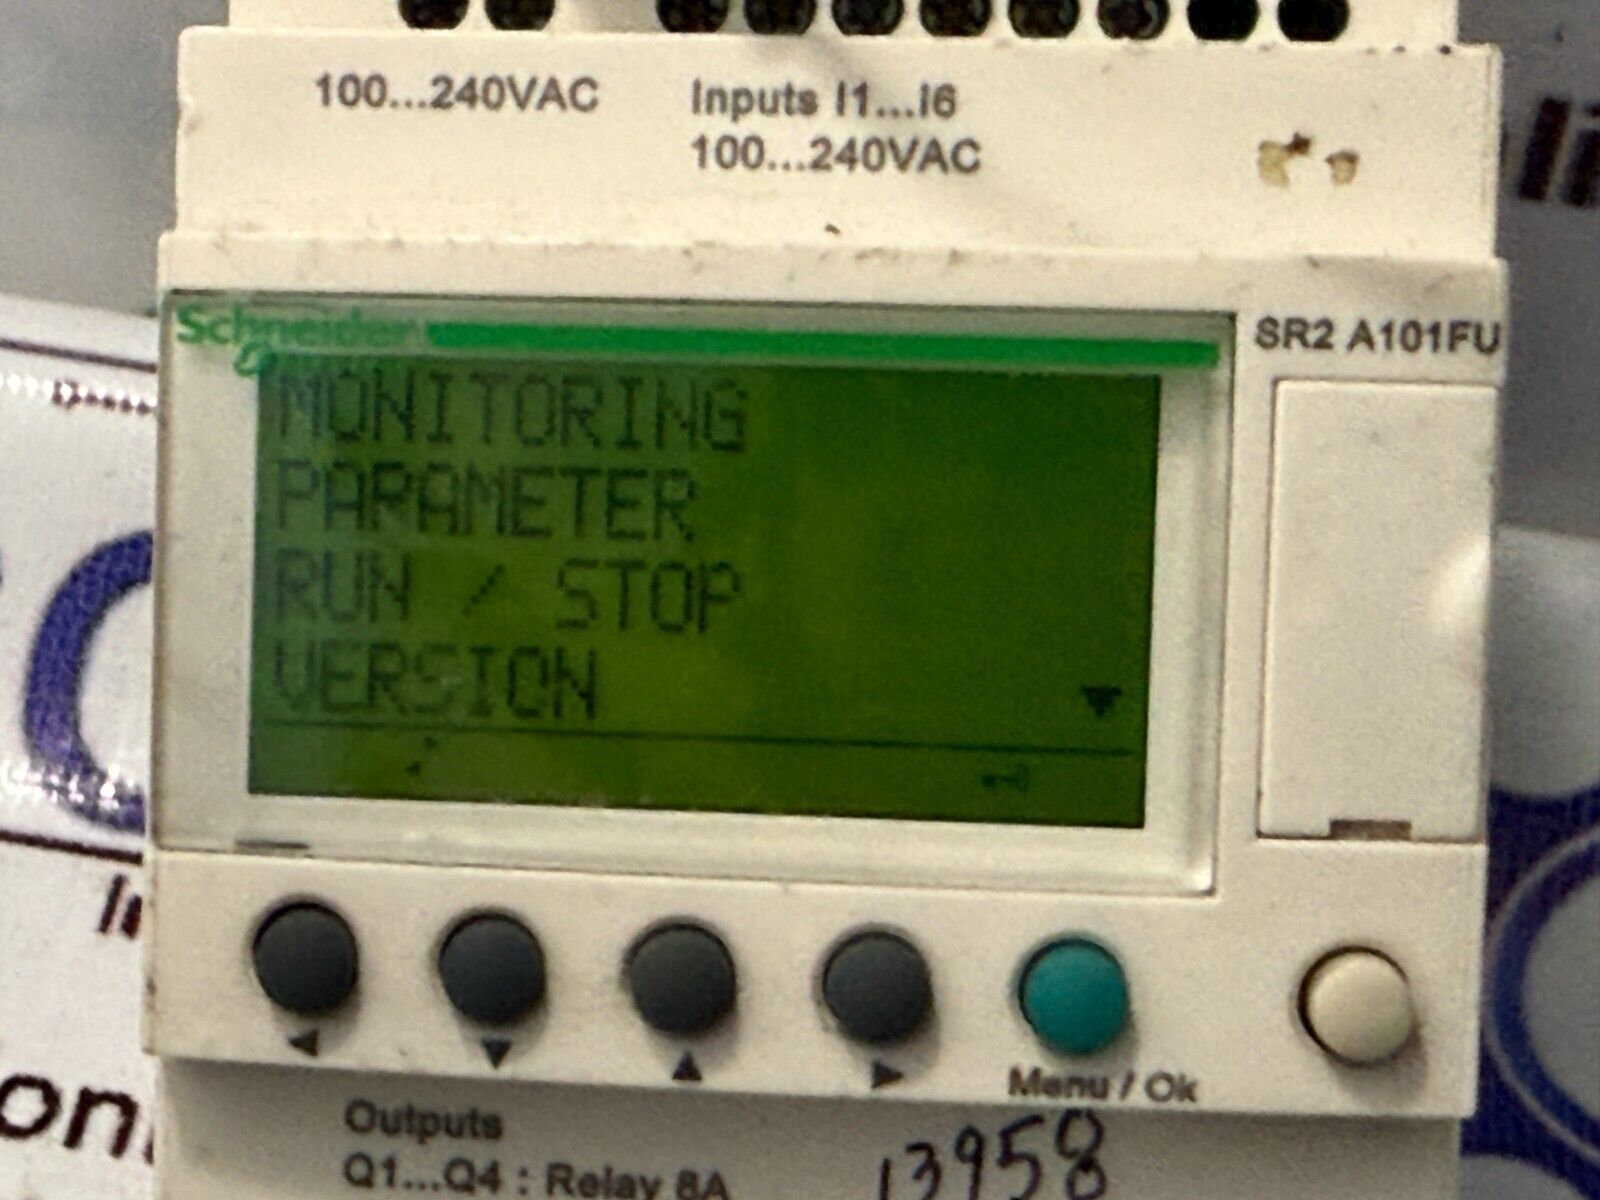 100...240VAC
Inputs I1...I6
100...240VAC
Schneider
SR2 A101FU
MONITORING
PARAMETER
RUN / STOP
VERSION
Menu / Ok
Outputs
Q1...Q4 : Relay 8A
13958